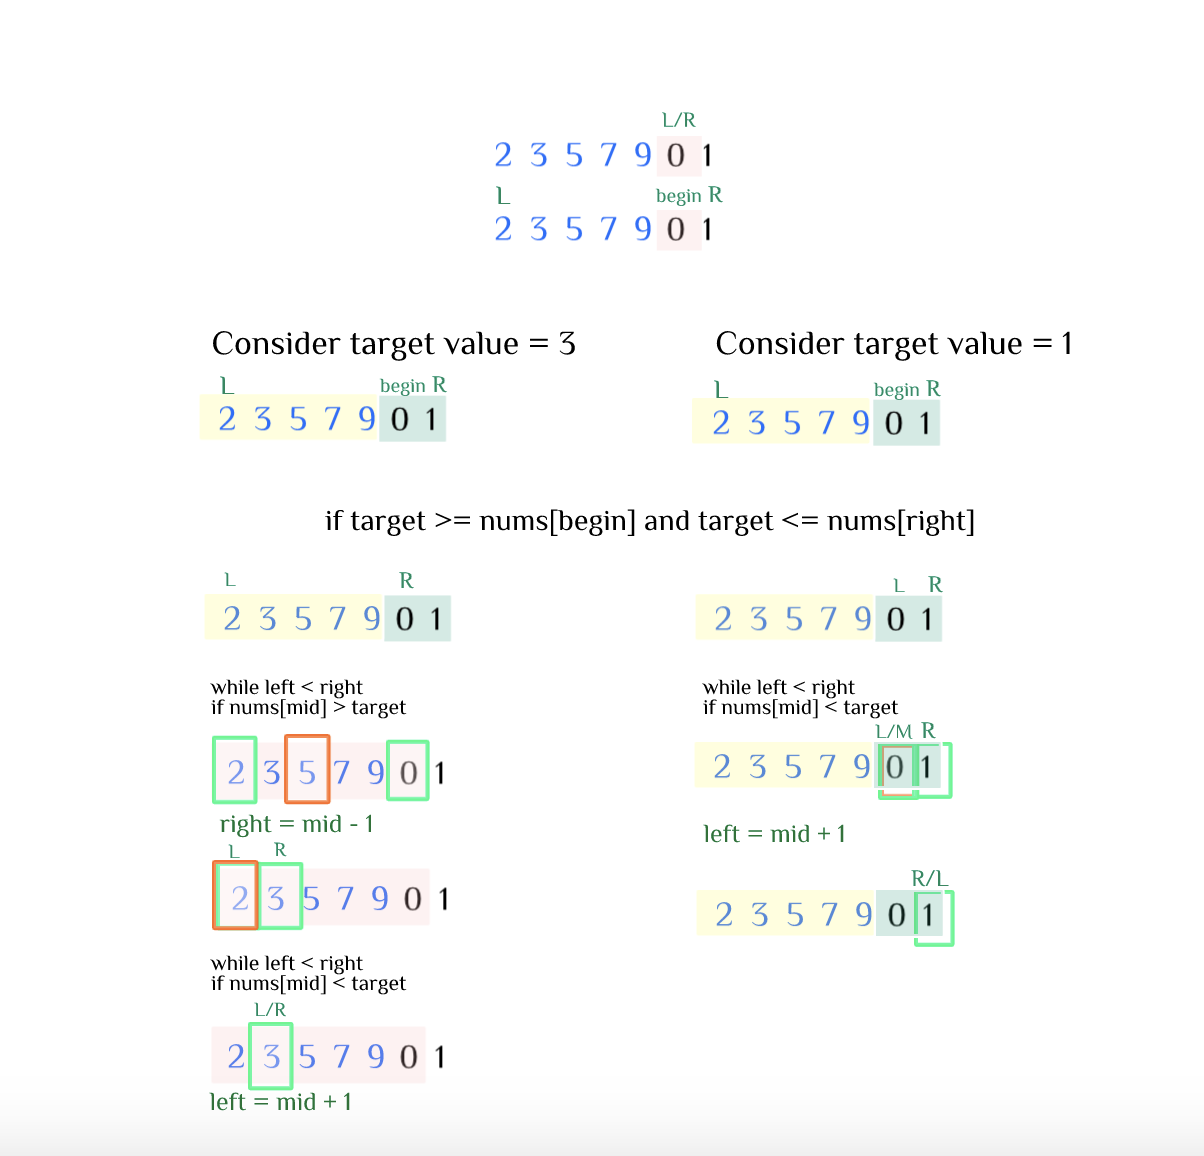 L/R
2 3 5 7 9 0 1
L begin R
2 3 5 7 9 0 1
Consider target value = 3
L begin R
2 3 5 7 9 0 1
Consider target value = 1
L begin R
2 3 5 7 9 0 1
if target >= nums[begin] and target <= nums[right]
L R
2 3 5 7 9 0 1
while left < right
if nums[mid] > target
2 3 5 7 9 0 1
right = mid - 1
L R
2 3 5 7 9 0 1
while left < right
if nums[mid] < target
L/R
2 3 5 7 9 0 1
left = mid + 1
L R
2 3 5 7 9 0 1
while left < right
if nums[mid] < target
L/M R
2 3 5 7 9 0 1
left = mid + 1
R/L
2 3 5 7 9 0 1